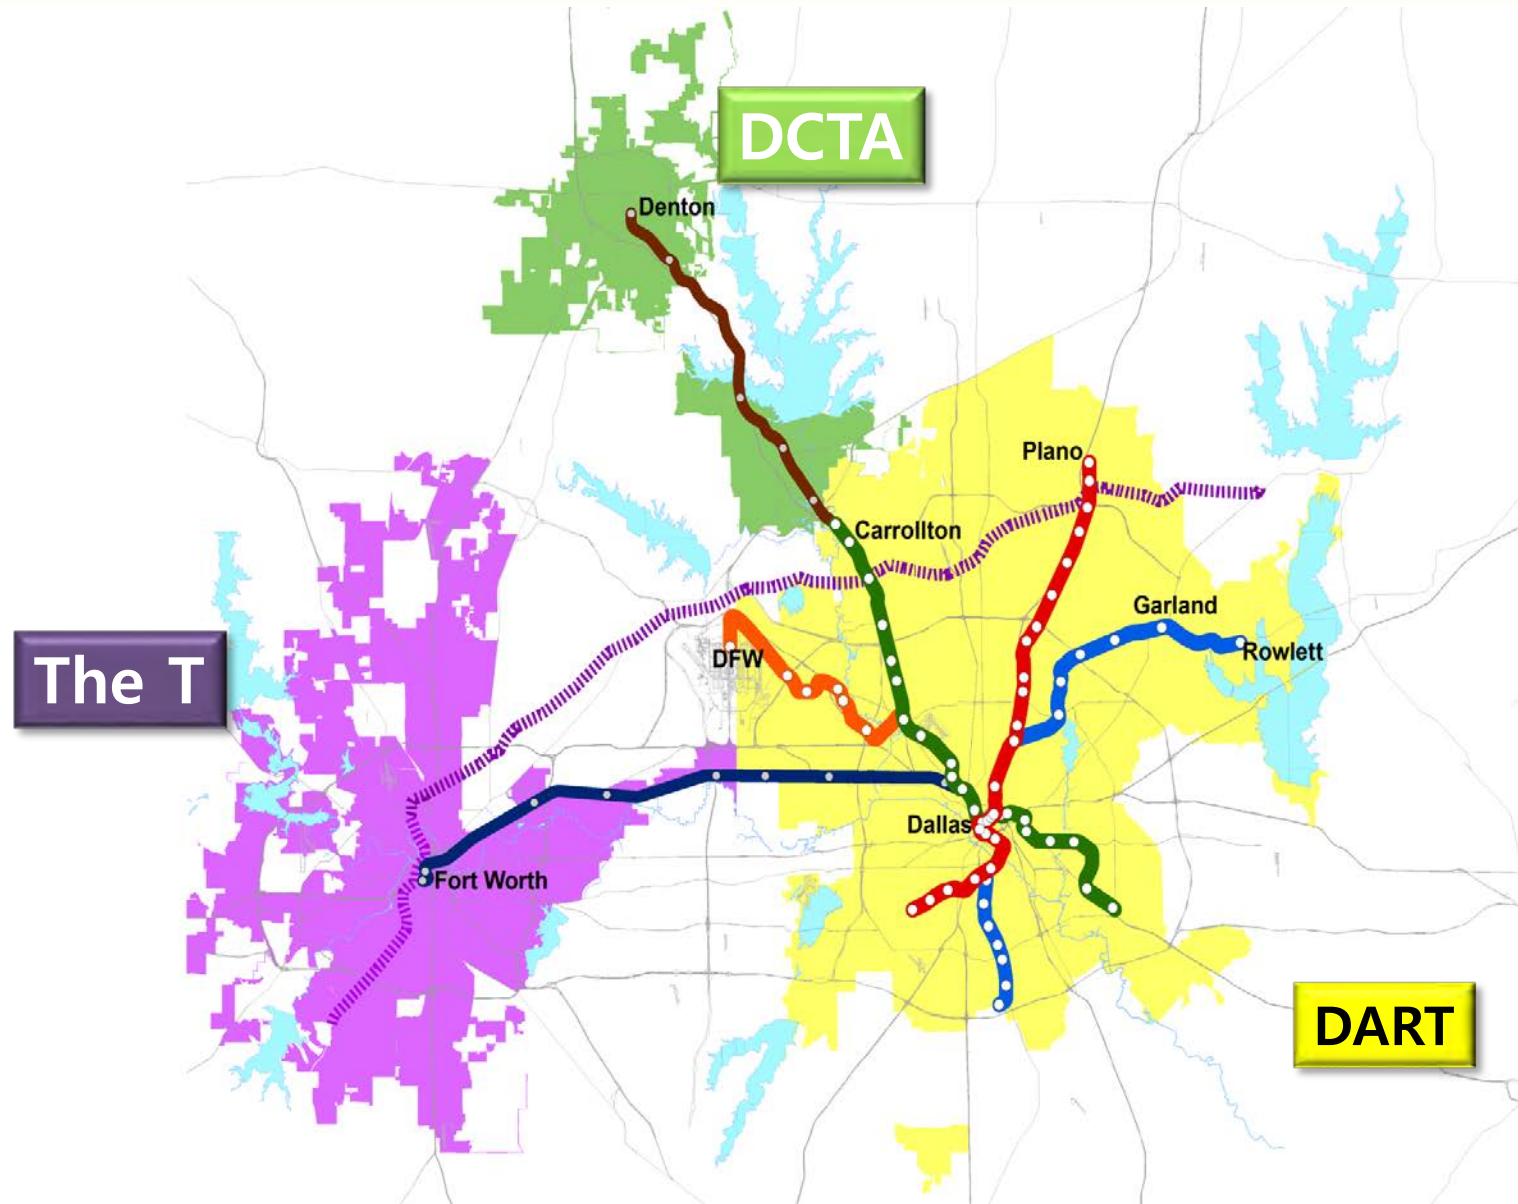 DCTA
Denton
Plano
Carrollton
Garland
Rowlett
DFW
The T
Dallas
Fort Worth
DART